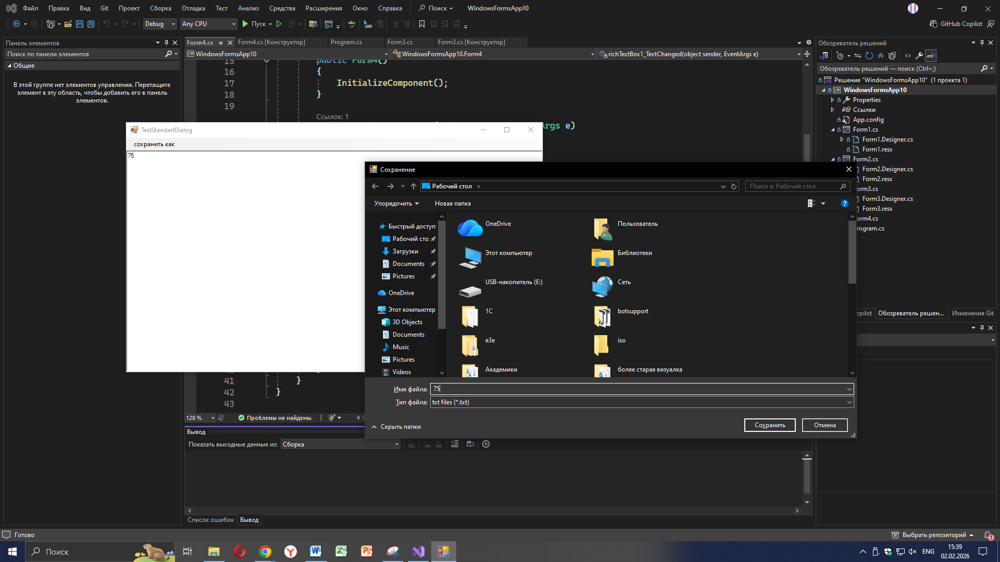 Файл Правка Вид Git Проект Сборка Отладка Тест Анализ Средства Расширения Окно Справка Поиск WindowsFormsApp10
Debug Any CPU Пуск GitHub Copilot
Панель элементов
Поиск по панели элементов
Общие
В этой группе нет элементов управления. Перетащите
элемент в эту область, чтобы добавить его в панель
элементов.
Form4.cs Form4.cs [Конструктор] Program.cs Form3.cs Form3.cs [Конструктор]
WindowsFormsApp10 WindowsFormsApp10.Form4 richTextBox1_TextChanged(object sender, EventArgs e)
15 public Form4()
16 {
17 InitializeComponent();
18 }
19
Ссылок: 1
Args e)
TestStandartDialog
сохранить как
75
Сохранение
Рабочий стол
Поиск в: Рабочий стол
Упорядочить Новая папка
Быстрый доступ
Рабочий сто.
Загрузки
Documents
Pictures
OneDrive
Этот компьютер
3D Objects
Documents
Music
Pictures
Videos
OneDrive Пользователь
Этот компьютер Библиотеки
USB-накопитель (E:) Сеть
1C botsupport
e3e iso
Академики более старая визуалка
Имя файла: 75
Тип файла: txt files (*.txt)
Скрыть папки Сохранить Отмена
41 }
42 }
43
128 % Проблемы не найдены.
Вывод
Показать выходные данные из: Сборка
Список ошибок Вывод
Обозреватель решений
Обозреватель решений — поиск (Ctrl+;)
Решение "WindowsFormsApp10" (1 проекта 1)
WindowsFormsApp10
Properties
Ссылки
App.config
Form1.cs
Form1.Designer.cs
Form1.resx
Form2.cs
Form2.Designer.cs
Form2.resx
orm3.cs
Form3.Designer.cs
Form3.resx
orm4.cs
rogram.cs
opilot Обозреватель решен... Изменения Git
Готово Выбрать репозиторий 1
Поиск ENG 15:39
02.02.2026